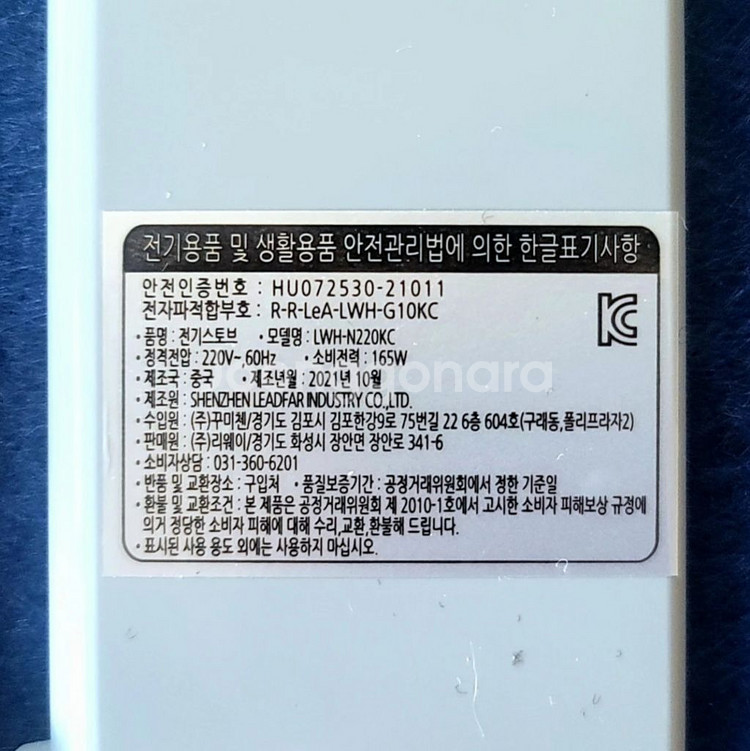 전기용품 및 생활용품 안전관리법에 의한 한글표기사항
안전인증번호 : HU072530-21011
전자파적합부호 : R-R-LeA-LWH-G10KC
• 품명 : 전기스토브 • 모델명 : LWH-N220KC
• 정격전압 : 220V~ 60Hz • 소비전력 : 165W
• 제조국 : 중국 • 제조년월 : 2021년 10월
• 제조원 : SHENZHEN LEADFAR INDUSTRY CO.,LTD.
• 수입원 : (주)꾸미첸/경기도 김포시 김포한강9로 75번길 22 6층 604호(구래동,폴리프라자2)
• 판매원 : (주)리웨이/경기도 화성시 장안면 장안로 341-6
• 소비자상담 : 031-360-6201
• 반품 및 교환장소 : 구입처 • 품질보증기간 : 공정거래위원회에서 정한 기준일
• 환불 및 교환조건 : 본 제품은 공정거래위원회 제 2010-1호에서 고시한 소비자 피해보상 규정에
의거 정당한 소비자 피해에 대해 수리,교환,환불해 드립니다.
• 표시된 사용 용도 외에는 사용하지 마십시오.